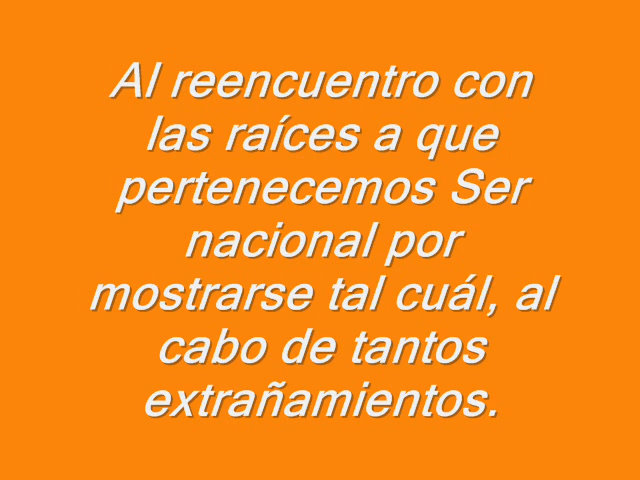 Al reencuentro con
las raíces a que
pertenecemos Ser
nacional por
mostrarse tal cuál, al
cabo de tantos
extrañamientos.